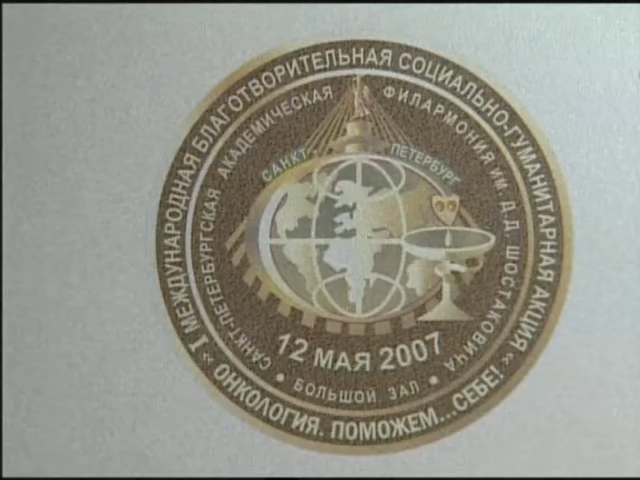 I МЕЖДУНАРОДНАЯ БЛАГОТВОРИТЕЛЬНАЯ СОЦИАЛЬНО-ГУМАНИТАРНАЯ АКЦИЯ «
ОНКОЛОГИЯ. ПОМОЖЕМ...СЕБЕ! »
САНКТ-ПЕТЕРБУРГСКАЯ АКАДЕМИЧЕСКАЯ ФИЛАРМОНИЯ ИМ. Д.Д. ШОСТАКОВИЧА
• БОЛЬШОЙ ЗАЛ •
САНКТ ПЕТЕРБУРГ
12 МАЯ 2007